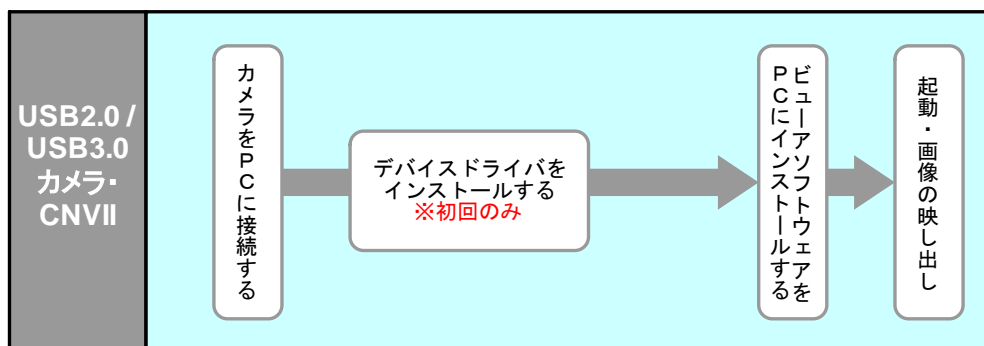 USB2.0 /
USB3.0
カメラ・
CNVII
カメラをPCに接続する
デバイスドライバを
インストールする
※初回のみ
ビューアソフトウェアを
PCにインストールする
起動・画像の映し出し